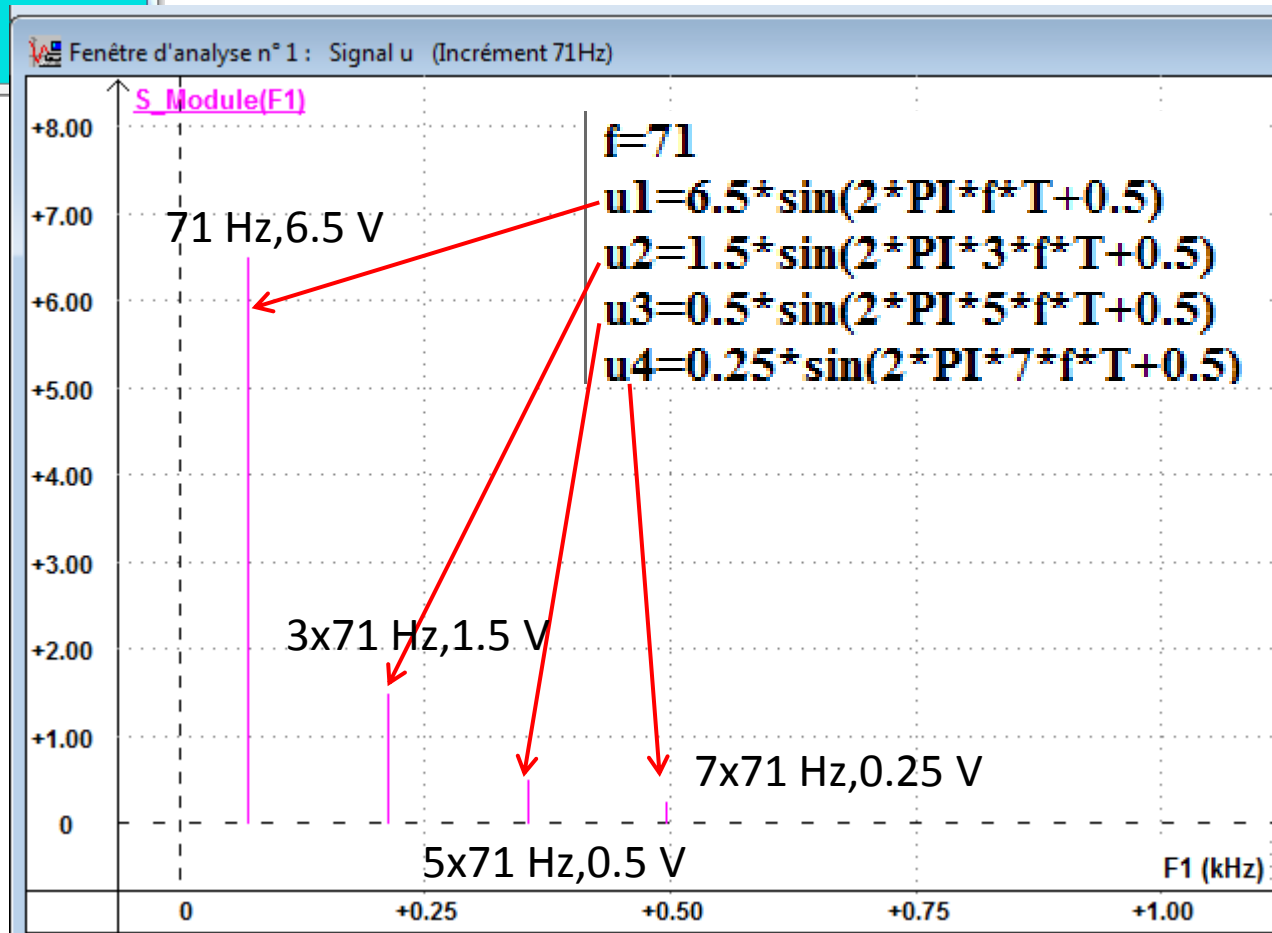 Fenêtre d'analyse n° 1 : Signal u (Incrément 71Hz)
S_Module(F1)
+8.00
+7.00
+6.00
+5.00
+4.00
+3.00
+2.00
+1.00
0
f=71
u1=6.5*sin(2*PI*f*T+0.5)
u2=1.5*sin(2*PI*3*f*T+0.5)
u3=0.5*sin(2*PI*5*f*T+0.5)
u4=0.25*sin(2*PI*7*f*T+0.5)
71 Hz,6.5 V
3x71 Hz,1.5 V
7x71 Hz,0.25 V
5x71 Hz,0.5 V
F1 (kHz)
0 +0.25 +0.50 +0.75 +1.00